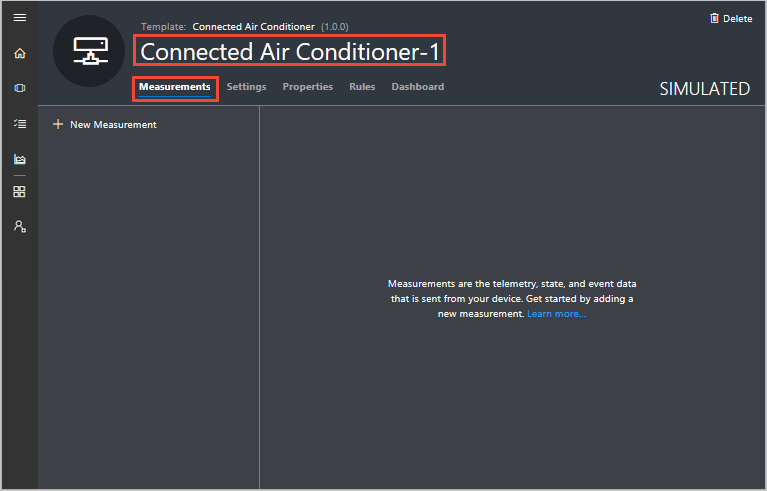 Template: Connected Air Conditioner (1.0.0)
Delete
Connected Air Conditioner-1
Measurements Settings Properties Rules Dashboard
SIMULATED
New Measurement
Measurements are the telemetry, state, and event data
that is sent from your device. Get started by adding a
new measurement. Learn more...